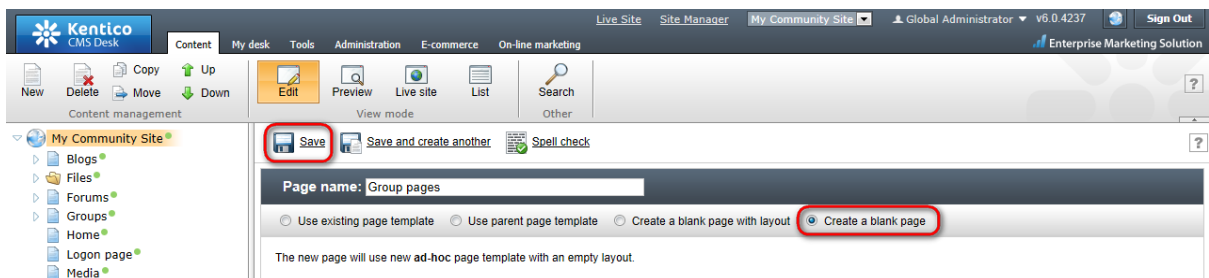 Kentico
CMS Desk
Live Site Site Manager My Community Site Global Administrator v6.0.4237 Sign Out
Content My desk Tools Administration E-commerce On-line marketing Enterprise Marketing Solution
New Delete Copy Move Up Down
Content management
Edit Preview Live site List
View mode
Search
Other
?
My Community Site
Blogs
Files
Forums
Groups
Home
Logon page
Media
Save Save and create another Spell check ?
Page name: Group pages
Use existing page template Use parent page template Create a blank page with layout Create a blank page
The new page will use new ad-hoc page template with an empty layout.